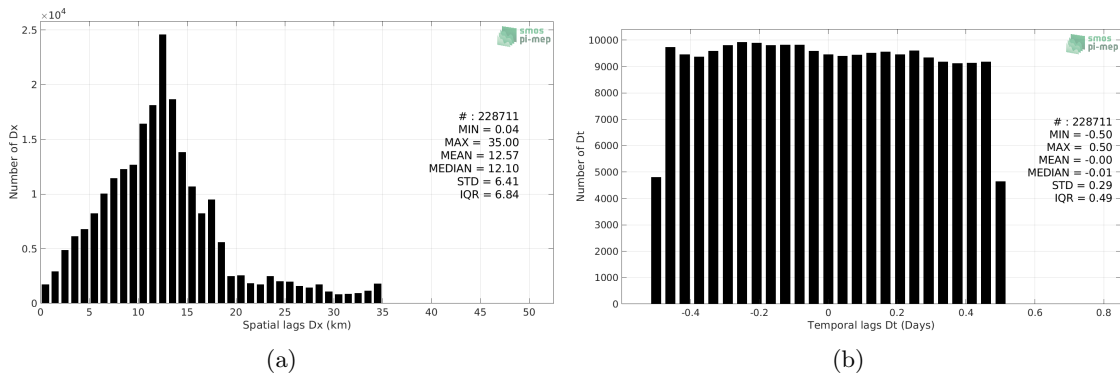 ×10⁴
2.5
2
1.5
1
0.5
0
Number of Dx
smos
pi-mep
# : 228711
MIN = 0.04
MAX = 35.00
MEAN = 12.57
MEDIAN = 12.10
STD = 6.41
IQR = 6.84
0 5 10 15 20 25 30 35 40 45 50
Spatial lags Dx (km)
(a)
10000
9000
8000
7000
6000
5000
4000
3000
2000
1000
0
Number of Dt
smos
pi-mep
# : 228711
MIN = -0.50
MAX = 0.50
MEAN = -0.00
MEDIAN = -0.01
STD = 0.29
IQR = 0.49
-0.4 -0.2 0 0.2 0.4 0.6 0.8
Temporal lags Dt (Days)
(b)